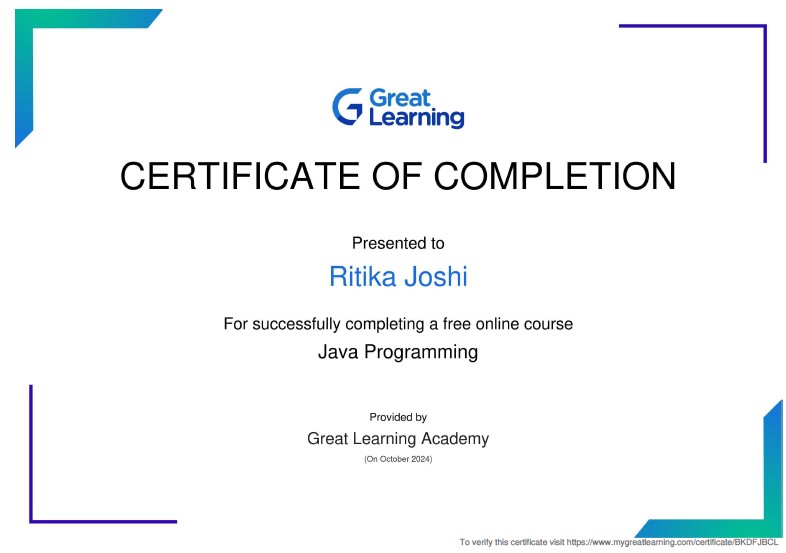 Great
Learning
CERTIFICATE OF COMPLETION
Presented to
Ritika Joshi
For successfully completing a free online course
Java Programming
Provided by
Great Learning Academy
(On October 2024)
To verify this certificate visit https://www.mygreatlearning.com/certificate/BKDFJBCL